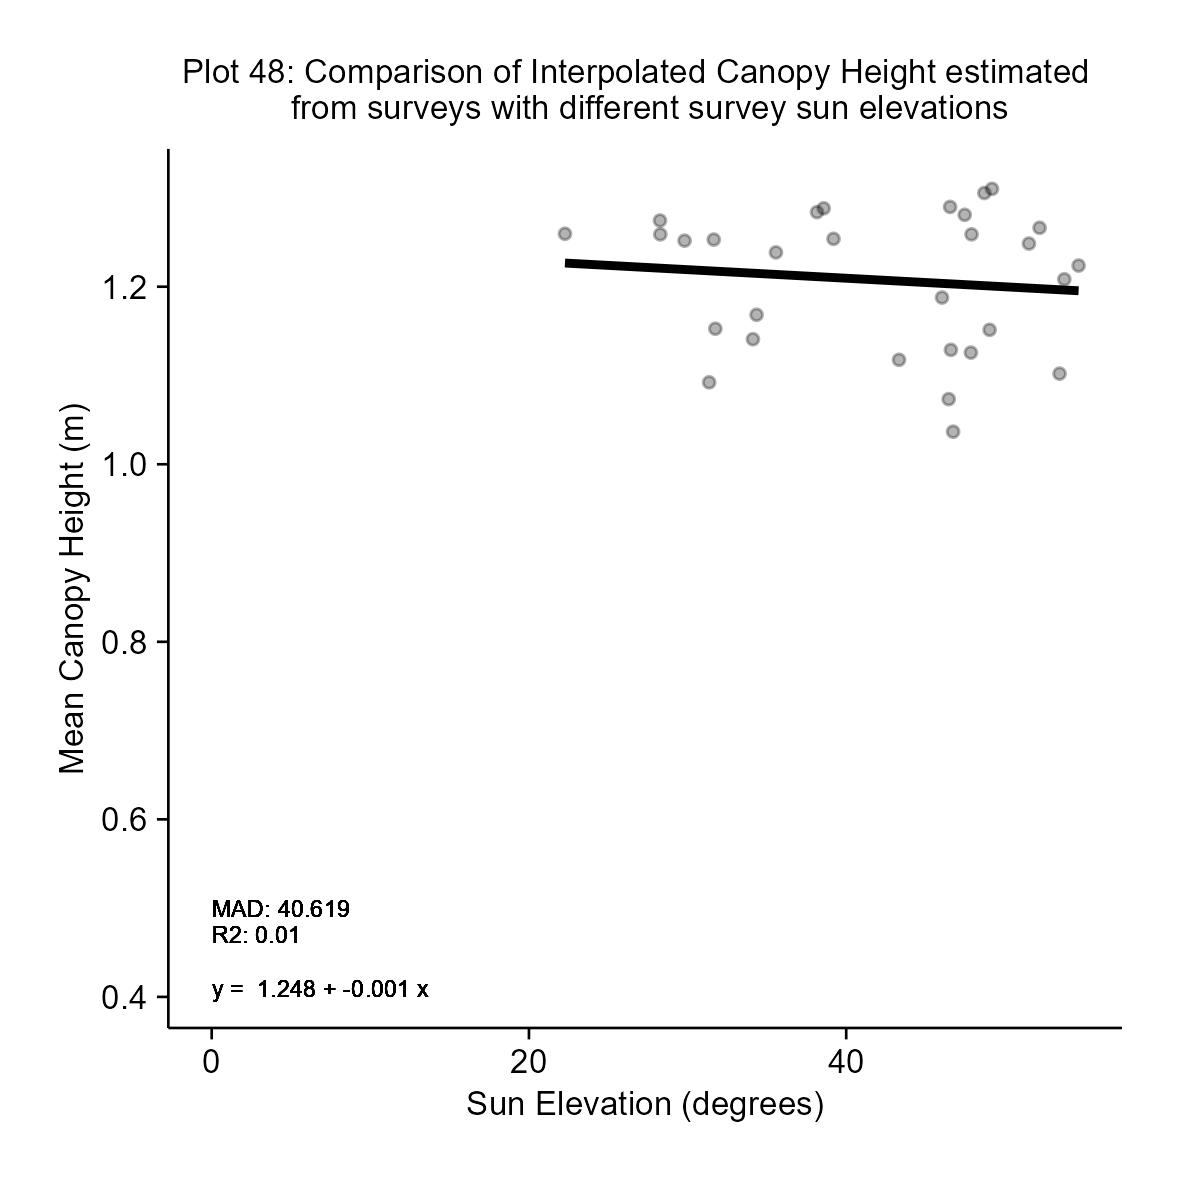 Plot 48: Comparison of Interpolated Canopy Height estimated
from surveys with different survey sun elevations
Mean Canopy Height (m)
1.2
1.0
0.8
0.6
0.4
MAD: 40.619
R2: 0.01
y =  1.248 + -0.001 x
0 20 40
Sun Elevation (degrees)